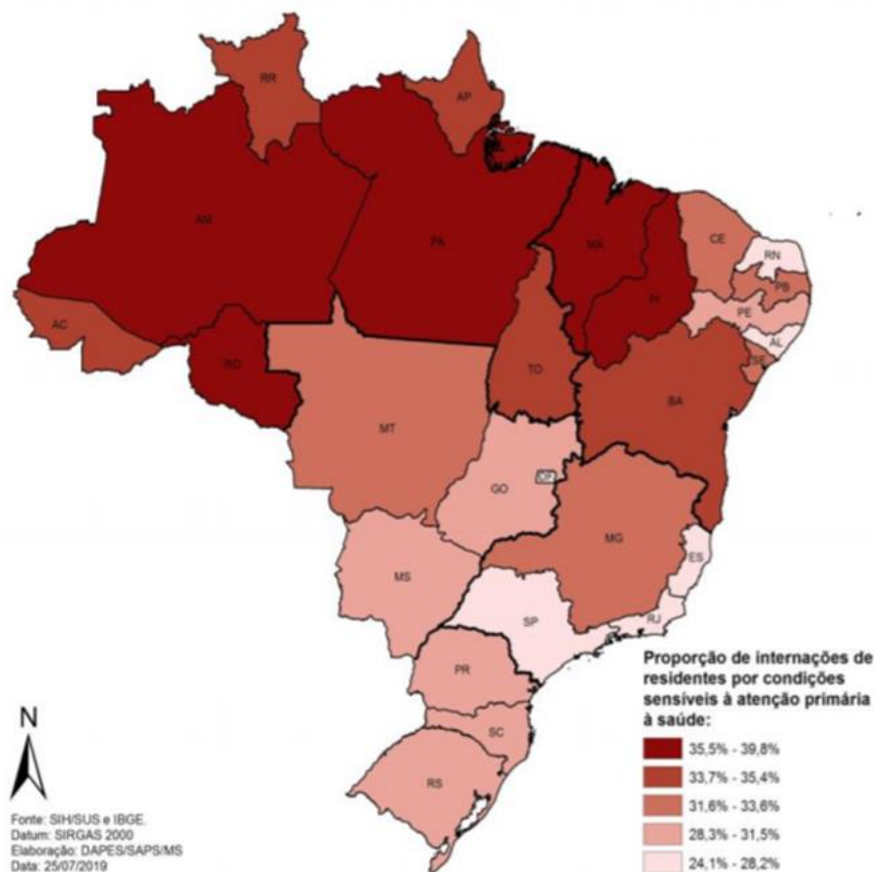 RR
AP
AM
PA
MA
CE
RN
PI
PB
PE
AC
AL
SE
RO
TO
BA
MT
GO
DF
MG
MS
ES
SP
RJ
PR
SC
RS
Proporção de internações de
residentes por condições
sensíveis à atenção primária
à saúde:
35,5% - 39,8%
33,7% - 35,4%
31,6% - 33,6%
28,3% - 31,5%
24,1% - 28,2%
N
Fonte: SIH/SUS e IBGE.
Datum: SIRGAS 2000
Elaboração: DAPES/SAPS/MS
Data: 25/07/2019